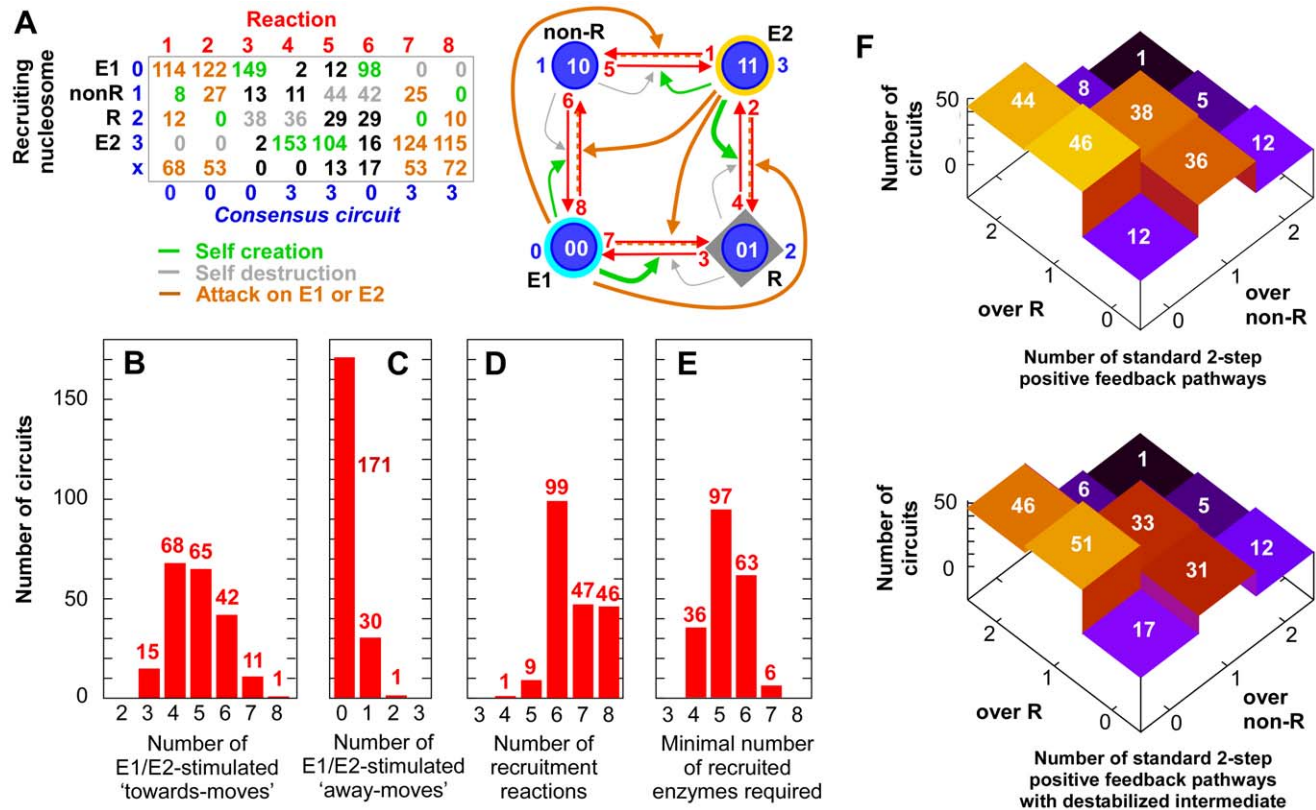 A
Reaction
1 2 3 4 5 6 7 8
Recruiting
nucleosome
E1 0 114 122 149 2 12 98 0 0
nonR 1 8 27 13 11 44 42 25 0
R 2 12 0 38 36 29 29 0 10
E2 3 0 0 2 153 104 16 124 115
x 68 53 0 0 13 17 53 72
0 0 0 3 3 0 3 3
Consensus circuit
Self creation
Self destruction
Attack on E1 or E2
non-R
E2
1 10
1
5
11 3
6
2
8
4
0 00
7
3
01 2
E1
R
B
Number of circuits
150
100
50
0
15
68
65
42
11
1
2 3 4 5 6 7 8
Number of
E1/E2-stimulated
‘towards-moves’
C
171
30
1
0 1 2 3
Number of
E1/E2-stimulated
‘away-moves’
D
1
9
99
47
46
3 4 5 6 7 8
Number of
recruitment
reactions
E
36
97
63
6
3 4 5 6 7 8
Minimal number
of recruited
enzymes required
F
Number of
circuits
50
0
1
8
5
44
38
12
46
36
12
2
1
0
over R
2
1
0
over
non-R
Number of standard 2-step
positive feedback pathways
Number of
circuits
50
0
1
6
5
46
33
12
51
31
17
2
1
0
over R
2
1
0
over
non-R
Number of standard 2-step
positive feedback pathways
with destabilized intermediate